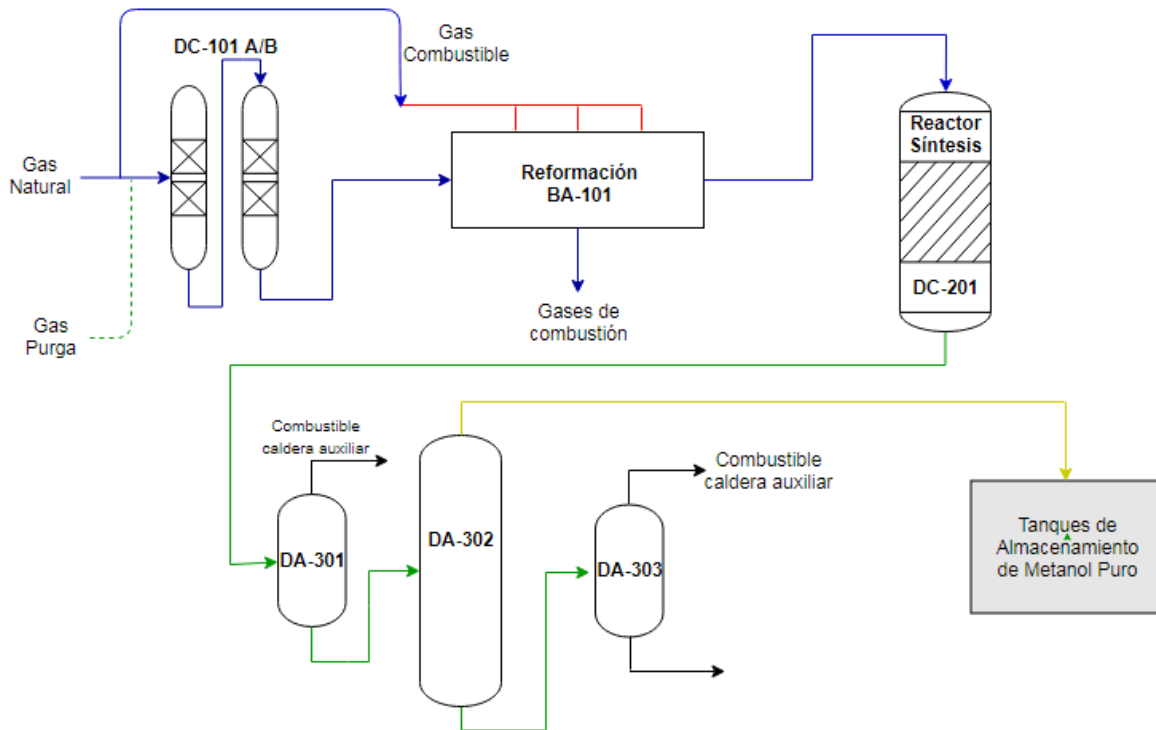 Gas
Combustible
DC-101 A/B
Gas
Natural
Reformación
BA-101
Reactor
Síntesis
DC-201
Gas
Purga
Gases de
combustión
Combustible
caldera auxiliar
Combustible
caldera auxiliar
DA-301
DA-302
DA-303
Tanques de
Almacenamiento
de Metanol Puro